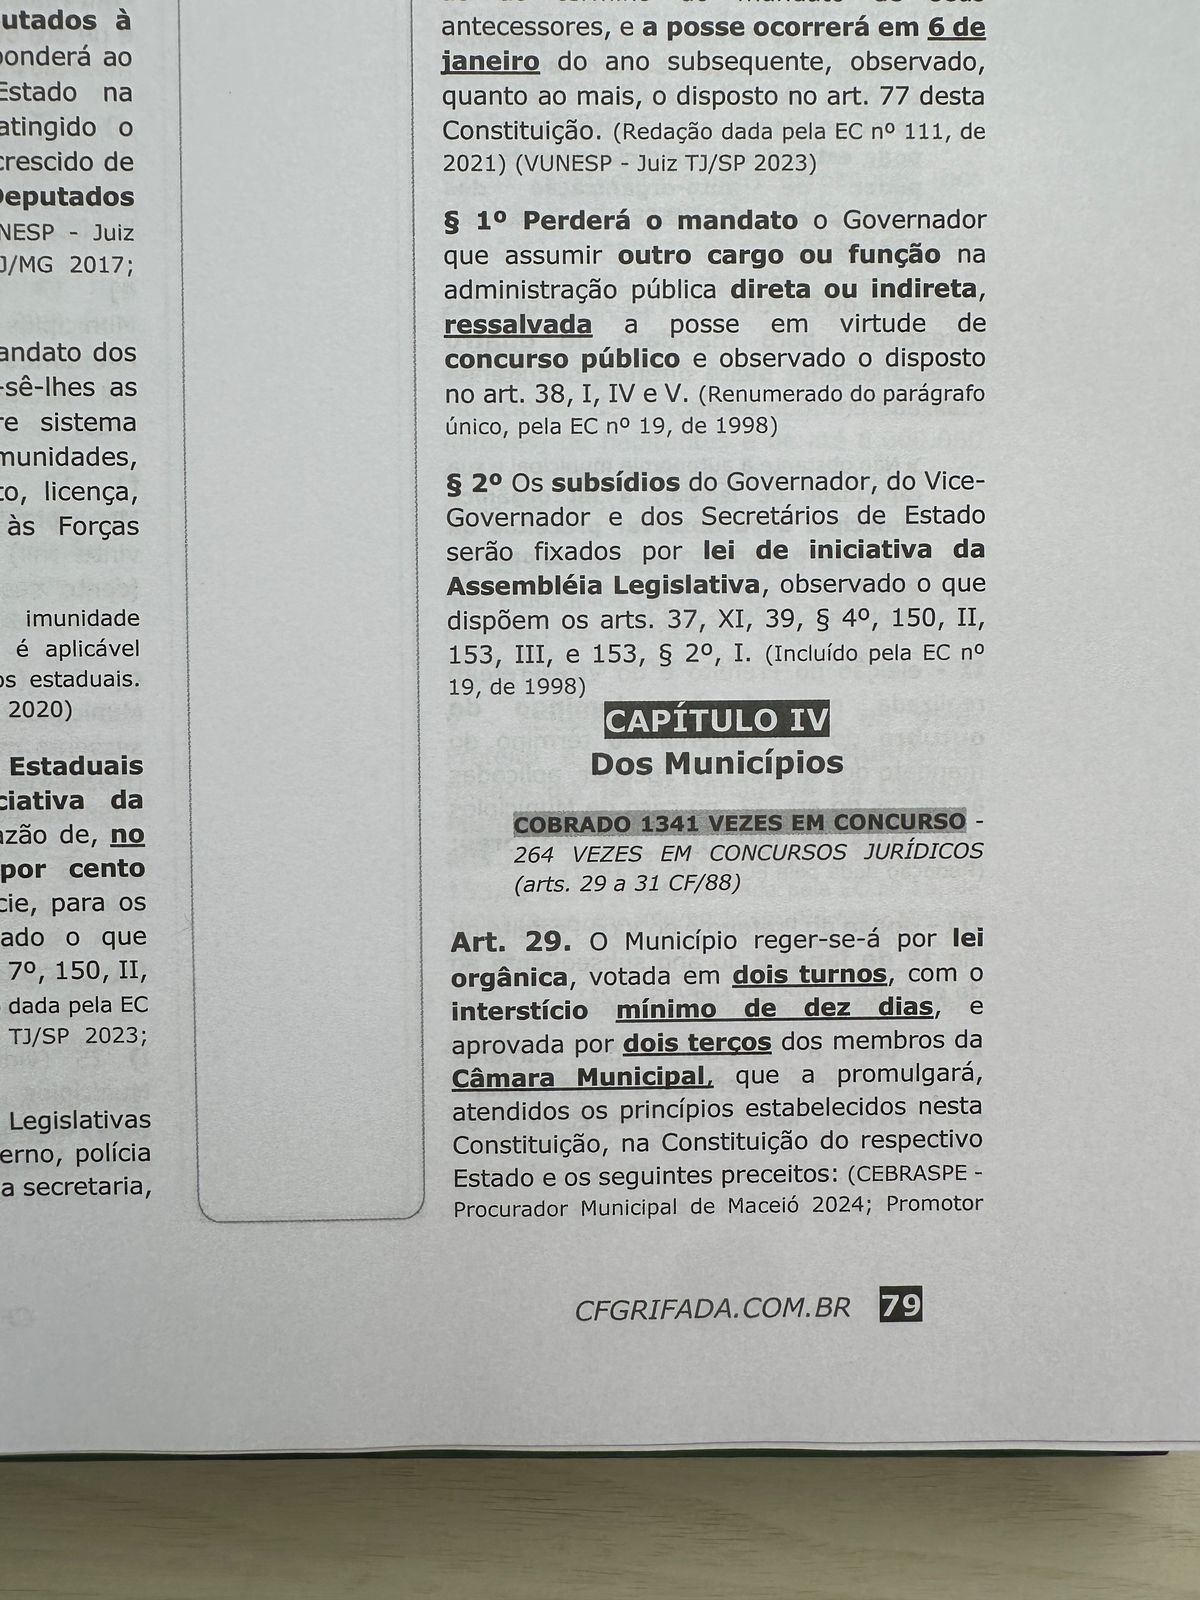 utados à
ponderá ao
Estado na
atingido o
crescido de
Deputados
NESP - Juiz
J/MG 2017;
andato dos
-sê-lhes as
re sistema
munidades,
to, licença,
às Forças
imunidade
é aplicável
os estaduais.
2020)
Estaduais
ciativa da
azão de, no
por cento
cie, para os
ado o que
7º, 150, II,
dada pela EC
TJ/SP 2023;
Legislativas
erno, polícia
a secretaria,
antecessores, e a posse ocorrerá em 6 de
janeiro do ano subsequente, observado,
quanto ao mais, o disposto no art. 77 desta
Constituição. (Redação dada pela EC nº 111, de
2021) (VUNESP - Juiz TJ/SP 2023)
§ 1º Perderá o mandato o Governador
que assumir outro cargo ou função na
administração pública direta ou indireta,
ressalvada a posse em virtude de
concurso público e observado o disposto
no art. 38, I, IV e V. (Renumerado do parágrafo
único, pela EC nº 19, de 1998)
§ 2º Os subsídios do Governador, do Vice-
Governador e dos Secretários de Estado
serão fixados por lei de iniciativa da
Assembléia Legislativa, observado o que
dispõem os arts. 37, XI, 39, § 4º, 150, II,
153, III, e 153, § 2º, I. (Incluído pela EC nº
19, de 1998)
CAPÍTULO IV
Dos Municípios
COBRADO 1341 VEZES EM CONCURSO -
264 VEZES EM CONCURSOS JURÍDICOS
(arts. 29 a 31 CF/88)
Art. 29. O Município reger-se-á por lei
orgânica, votada em dois turnos, com o
interstício mínimo de dez dias, e
aprovada por dois terços dos membros da
Câmara Municipal, que a promulgará,
atendidos os princípios estabelecidos nesta
Constituição, na Constituição do respectivo
Estado e os seguintes preceitos: (CEBRASPE -
Procurador Municipal de Maceió 2024; Promotor
CFGRIFADA.COM.BR 79